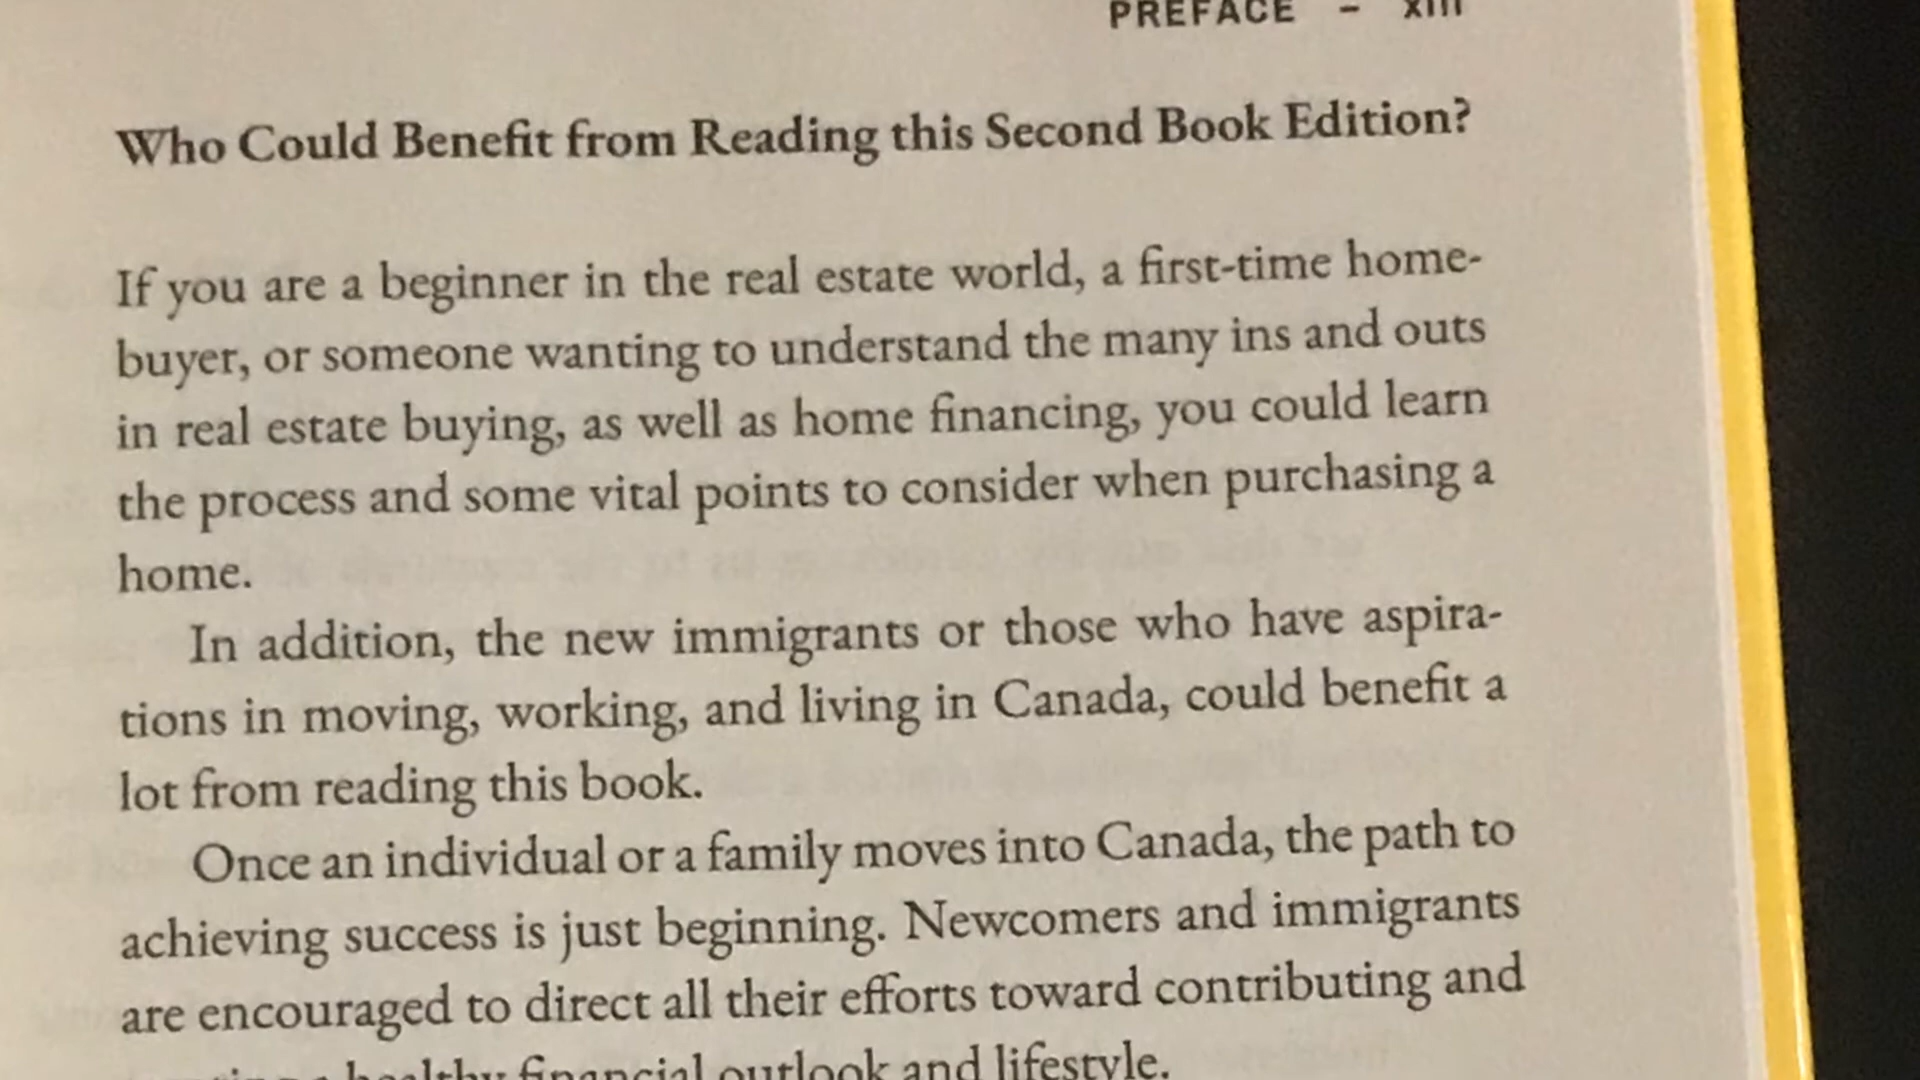 PREFACE – xiii
Who Could Benefit from Reading this Second Book Edition?
If you are a beginner in the real estate world, a first-time home-
buyer, or someone wanting to understand the many ins and outs
in real estate buying, as well as home financing, you could learn
the process and some vital points to consider when purchasing a
home.
In addition, the new immigrants or those who have aspira-
tions in moving, working, and living in Canada, could benefit a
lot from reading this book.
Once an individual or a family moves into Canada, the path to
achieving success is just beginning. Newcomers and immigrants
are encouraged to direct all their efforts toward contributing and
a healthy financial outlook and lifestyle.